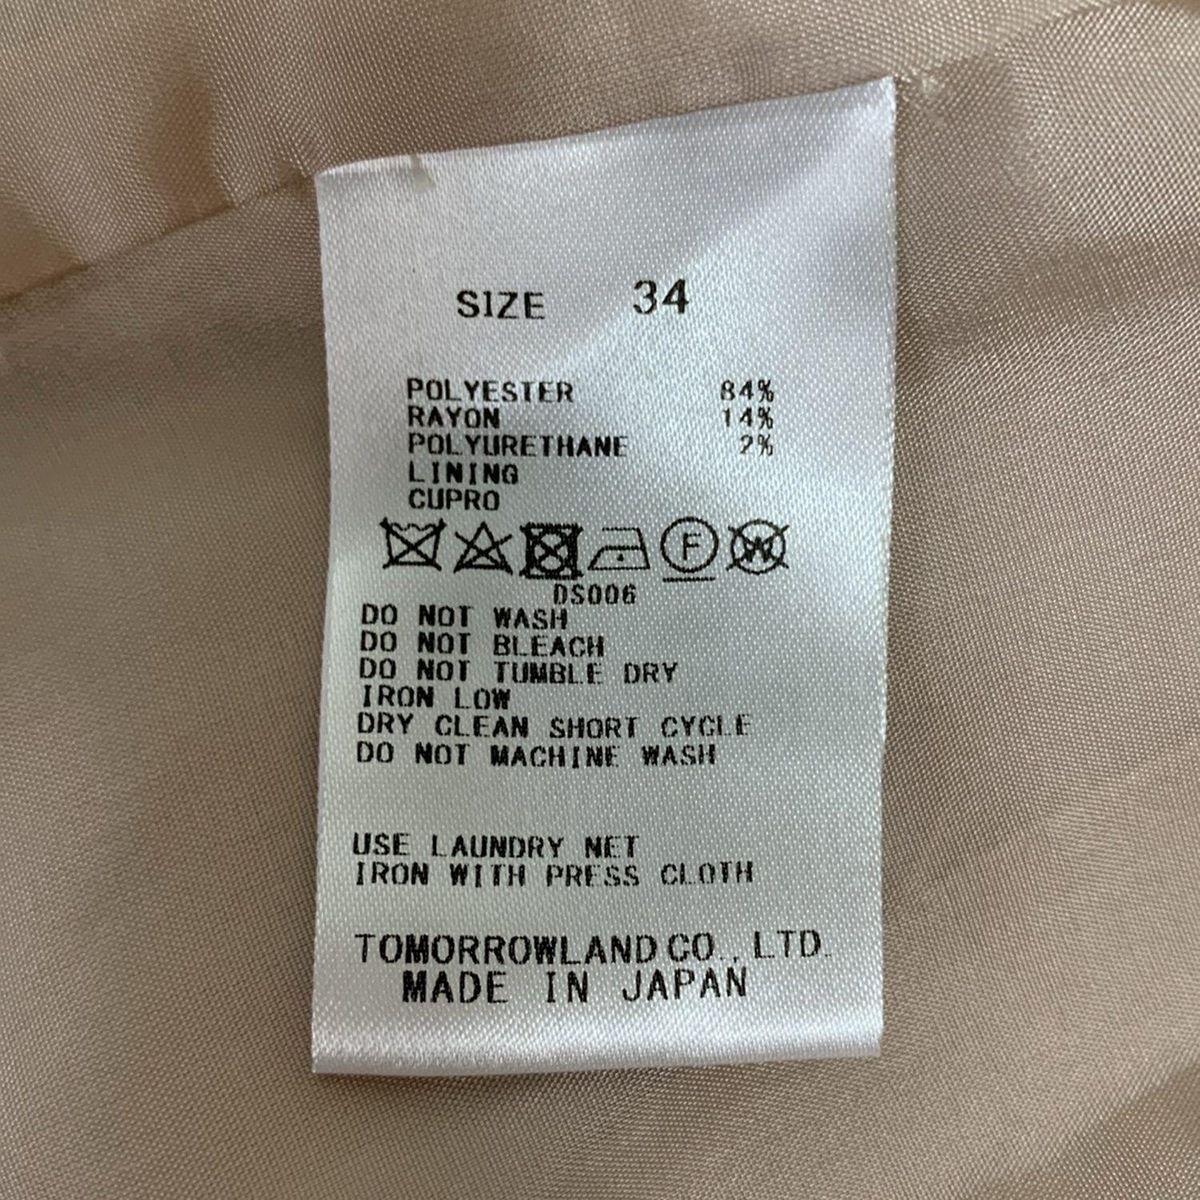 SIZE 34
POLYESTER 84%
RAYON 14%
POLYURETHANE 2%
LINING
CUPRO
F W
DS006
DO NOT WASH
DO NOT BLEACH
DO NOT TUMBLE DRY
IRON LOW
DRY CLEAN SHORT CYCLE
DO NOT MACHINE WASH
USE LAUNDRY NET
IRON WITH PRESS CLOTH
TOMORROWLAND CO., LTD.
MADE IN JAPAN